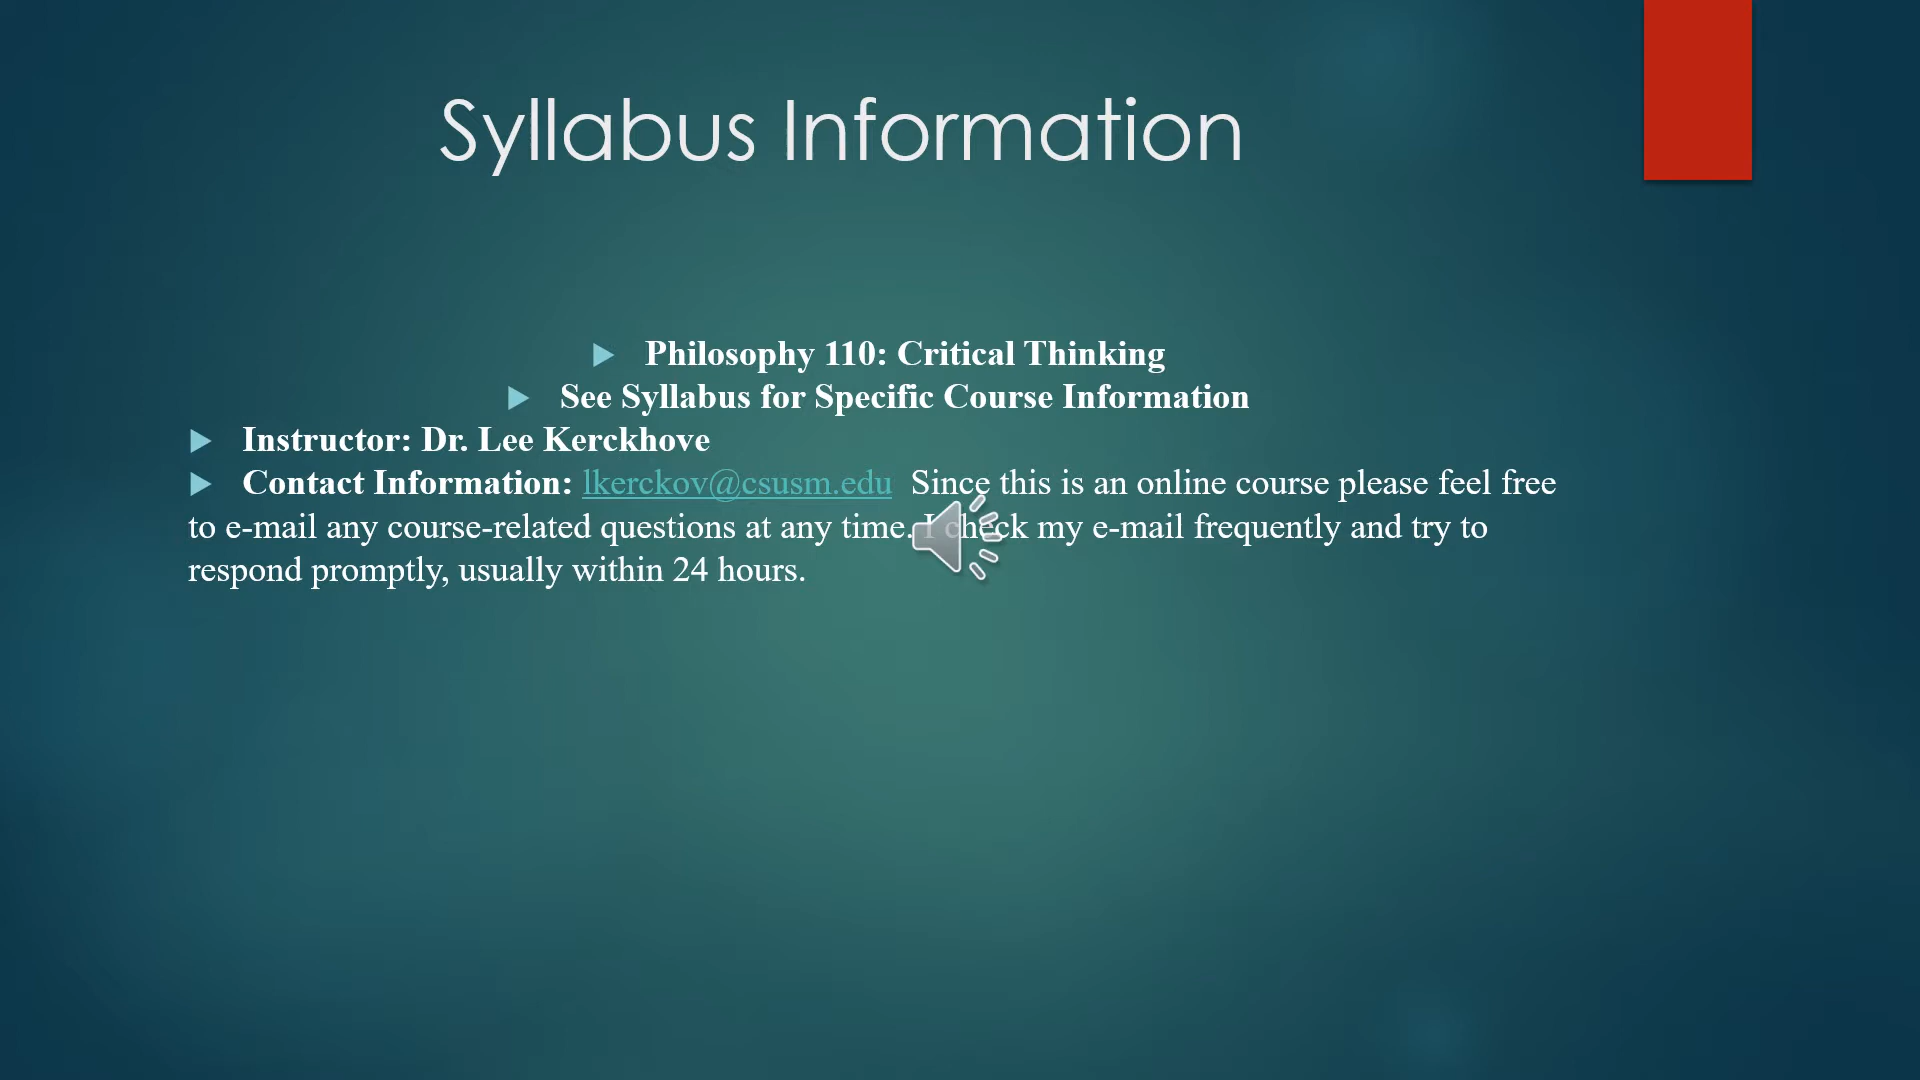 Syllabus Information
Philosophy 110: Critical Thinking
See Syllabus for Specific Course Information
Instructor: Dr. Lee Kerckhove
Contact Information: lkerckov@csusm.edu  Since this is an online course please feel free
to e-mail any course-related questions at any time. I check my e-mail frequently and try to
respond promptly, usually within 24 hours.